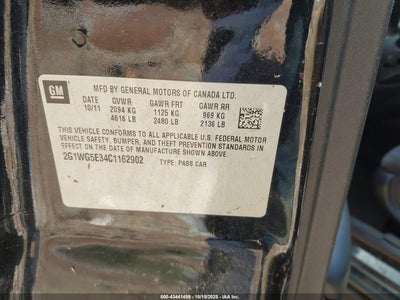 GM
MFD BY GENERAL MOTORS OF CANADA LTD.
DATE GVWR GAWR FRT GAWR RR
10/11 2094 KG 1125 KG 969 KG
4616 LB 2480 LB 2136 LB
THIS VEHICLE CONFORMS TO ALL APPLICABLE U.S. FEDERAL MOTOR
VEHICLE SAFETY, BUMPER, AND THEFT PREVENTION STANDARDS
IN EFFECT ON THE DATE OF MANUFACTURE SHOWN ABOVE.
2G1WG5E34C1162902 TYPE: PASS CAR
000-43441489 - 10/15/2025 - IAAI